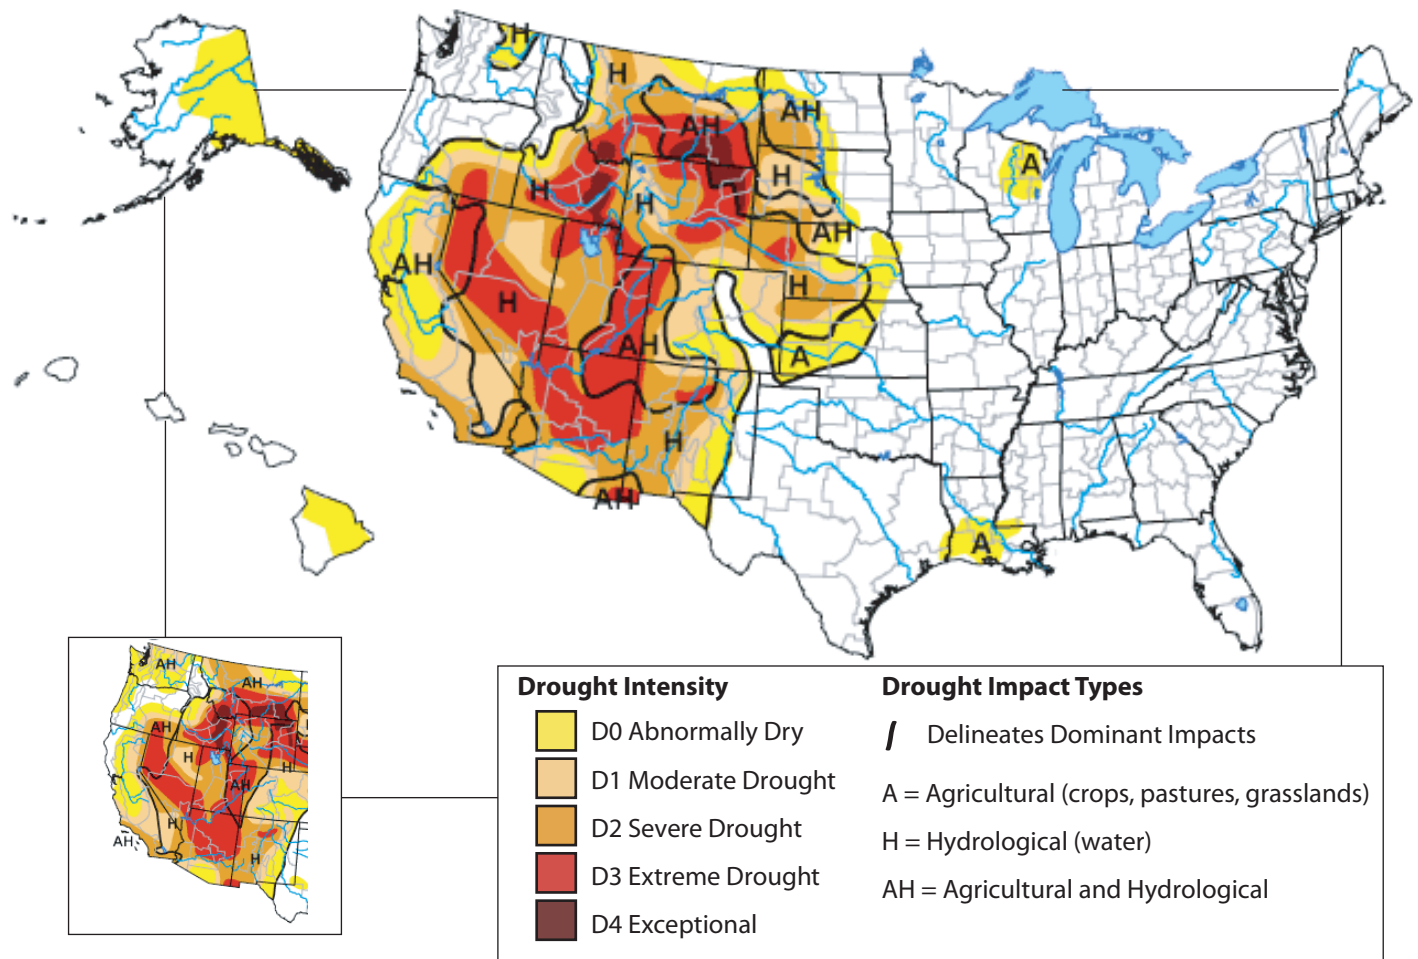 H
H
AH
AH
A
H
H
H
AH
AH
H
H
AH
A
H
AH
A
AH
AH
AH
H
H
AH
H
AH
H
Drought Intensity
D0 Abnormally Dry
D1 Moderate Drought
D2 Severe Drought
D3 Extreme Drought
D4 Exceptional
Drought Impact Types
Delineates Dominant Impacts
A = Agricultural (crops, pastures, grasslands)
H = Hydrological (water)
AH = Agricultural and Hydrological